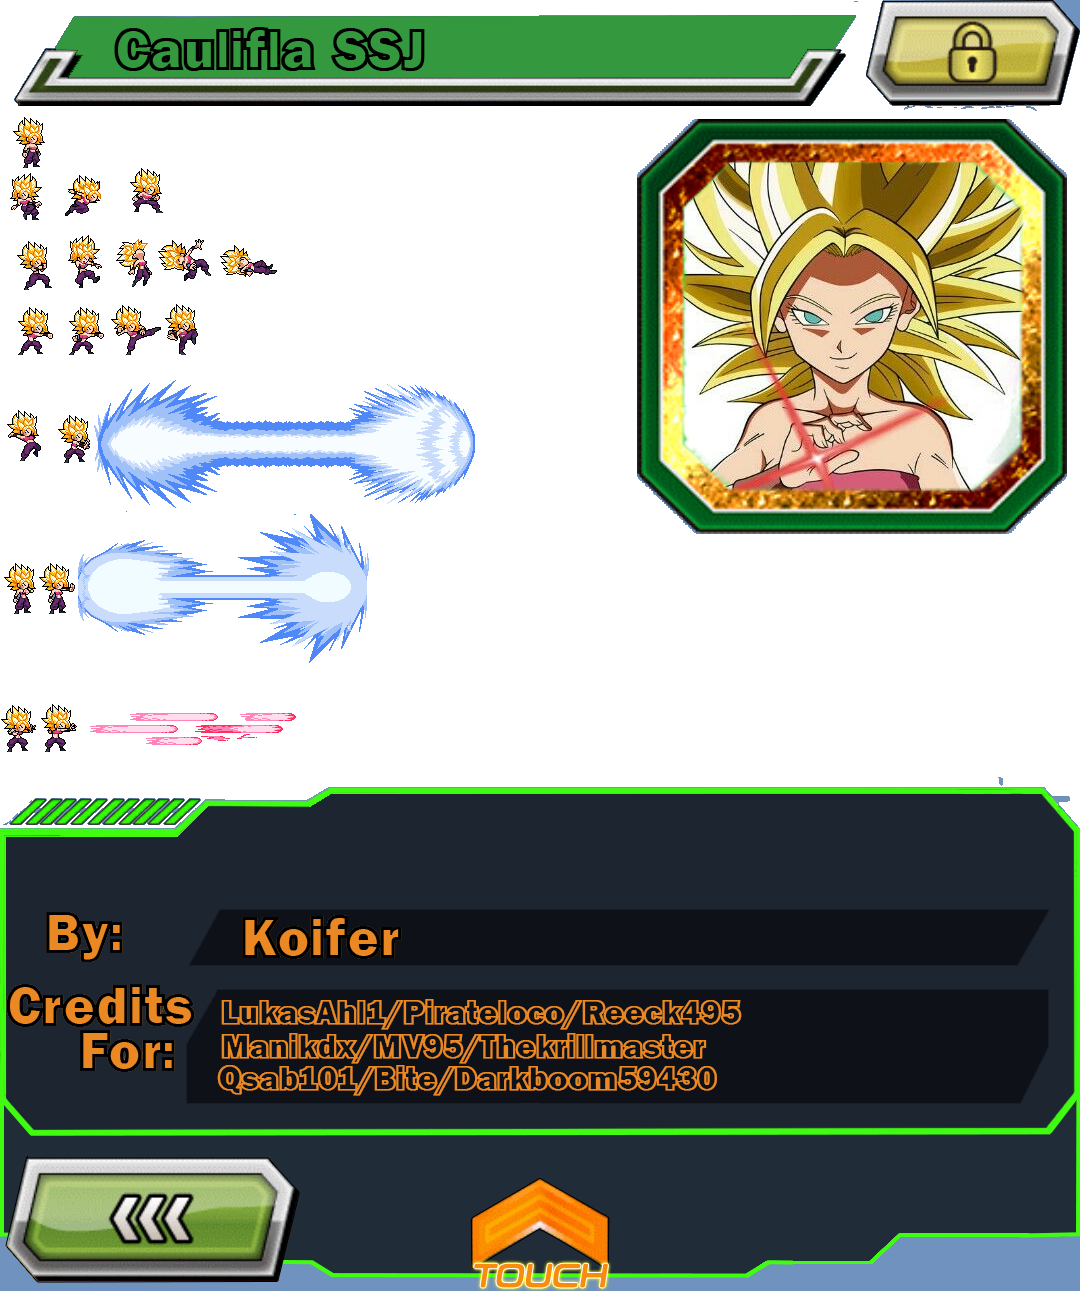 Caulifla SSJ
By:
Koifer
Credits
For:
LukasAhl1/Pirateloco/Reeck495
Manikdx/MV95/Thekrillmaster
Qsab101/Bite/Darkboom59430
TOUCH